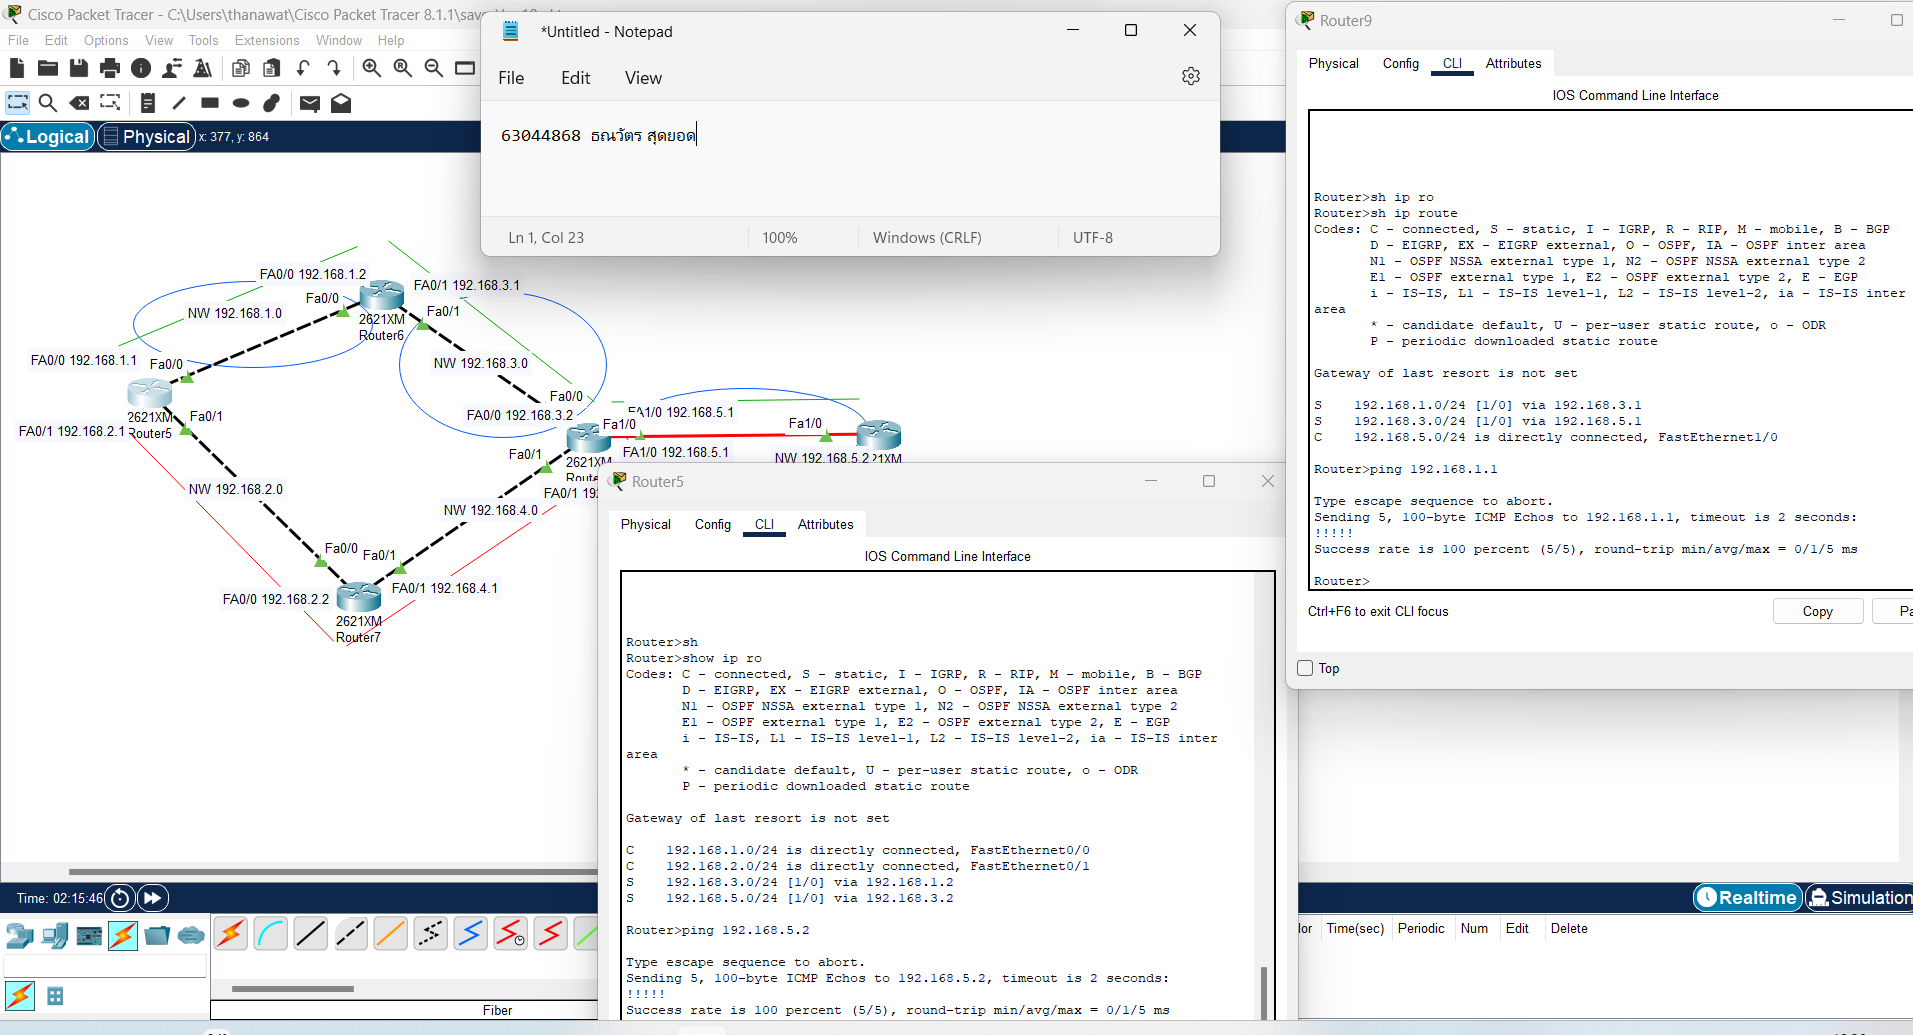 Cisco Packet Tracer - C:\Users\thanawat\Cisco Packet Tracer 8.1.1\
File Edit Options View Tools Extensions Window Help
Logical Physical x: 377, y: 864
*Untitled - Notepad
File Edit View
63044868 ธณวัตร สุดยอด
Ln 1, Col 23 100% Windows (CRLF) UTF-8
FA0/0 192.168.1.2
FA0/1 192.168.3.1
Fa0/0
NW 192.168.1.0
Fa0/1
2621XM
Router6
FA0/0 192.168.1.1
Fa0/0
NW 192.168.3.0
2621XM
Router5
Fa0/1
FA0/1 192.168.2.1
Fa0/0
FA0/0 192.168.3.2
FA1/0 192.168.5.1
Fa1/0
Fa1/0
FA1/0 192.168.5.1
Fa0/1
2621XM
NW 192.168.5.2
NW 192.168.2.0
FA0/1
NW 192.168.4.0
Fa0/0
Fa0/1
FA0/1 192.168.4.1
FA0/0 192.168.2.2
2621XM
Router7
Router5
Physical Config CLI Attributes
IOS Command Line Interface
Router>sh
Router>show ip ro
Codes: C - connected, S - static, I - IGRP, R - RIP, M - mobile, B - BGP
D - EIGRP, EX - EIGRP external, O - OSPF, IA - OSPF inter area
N1 - OSPF NSSA external type 1, N2 - OSPF NSSA external type 2
E1 - OSPF external type 1, E2 - OSPF external type 2, E - EGP
i - IS-IS, L1 - IS-IS level-1, L2 - IS-IS level-2, ia - IS-IS inter
area
* - candidate default, U - per-user static route, o - ODR
P - periodic downloaded static route
Gateway of last resort is not set
C 192.168.1.0/24 is directly connected, FastEthernet0/0
C 192.168.2.0/24 is directly connected, FastEthernet0/1
S 192.168.3.0/24 [1/0] via 192.168.1.2
S 192.168.5.0/24 [1/0] via 192.168.3.2
Router>ping 192.168.5.2
Type escape sequence to abort.
Sending 5, 100-byte ICMP Echos to 192.168.5.2, timeout is 2 seconds:
!!!!!
Success rate is 100 percent (5/5), round-trip min/avg/max = 0/1/5 ms
Router9
Physical Config CLI Attributes
IOS Command Line Interface
Router>sh ip ro
Router>sh ip route
Codes: C - connected, S - static, I - IGRP, R - RIP, M - mobile, B - BGP
D - EIGRP, EX - EIGRP external, O - OSPF, IA - OSPF inter area
N1 - OSPF NSSA external type 1, N2 - OSPF NSSA external type 2
E1 - OSPF external type 1, E2 - OSPF external type 2, E - EGP
i - IS-IS, L1 - IS-IS level-1, L2 - IS-IS level-2, ia - IS-IS inter
area
* - candidate default, U - per-user static route, o - ODR
P - periodic downloaded static route
Gateway of last resort is not set
S 192.168.1.0/24 [1/0] via 192.168.3.1
S 192.168.3.0/24 [1/0] via 192.168.5.1
C 192.168.5.0/24 is directly connected, FastEthernet1/0
Router>ping 192.168.1.1
Type escape sequence to abort.
Sending 5, 100-byte ICMP Echos to 192.168.1.1, timeout is 2 seconds:
!!!!!
Success rate is 100 percent (5/5), round-trip min/avg/max = 0/1/5 ms
Router>
Ctrl+F6 to exit CLI focus
Copy
Top
Time: 02:15:46
Realtime Simulation
Time(sec) Periodic Num Edit Delete
Fiber